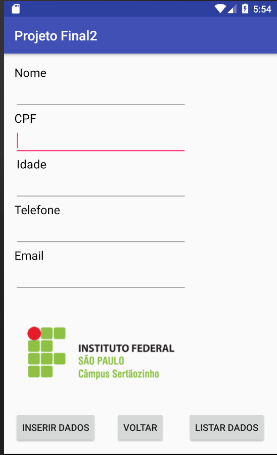 5:54
Projeto Final2
Nome
CPF
Idade
Telefone
Email
INSTITUTO FEDERAL
SÃO PAULO
Câmpus Sertãozinho
INSERIR DADOS VOLTAR LISTAR DADOS